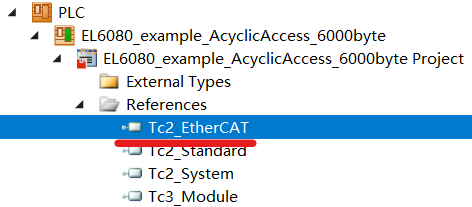 PLC
EL6080_example_AcyclicAccess_6000byte
EL6080_example_AcyclicAccess_6000byte Project
External Types
References
Tc2_EtherCAT
Tc2_Standard
Tc2_System
Tc3_Module